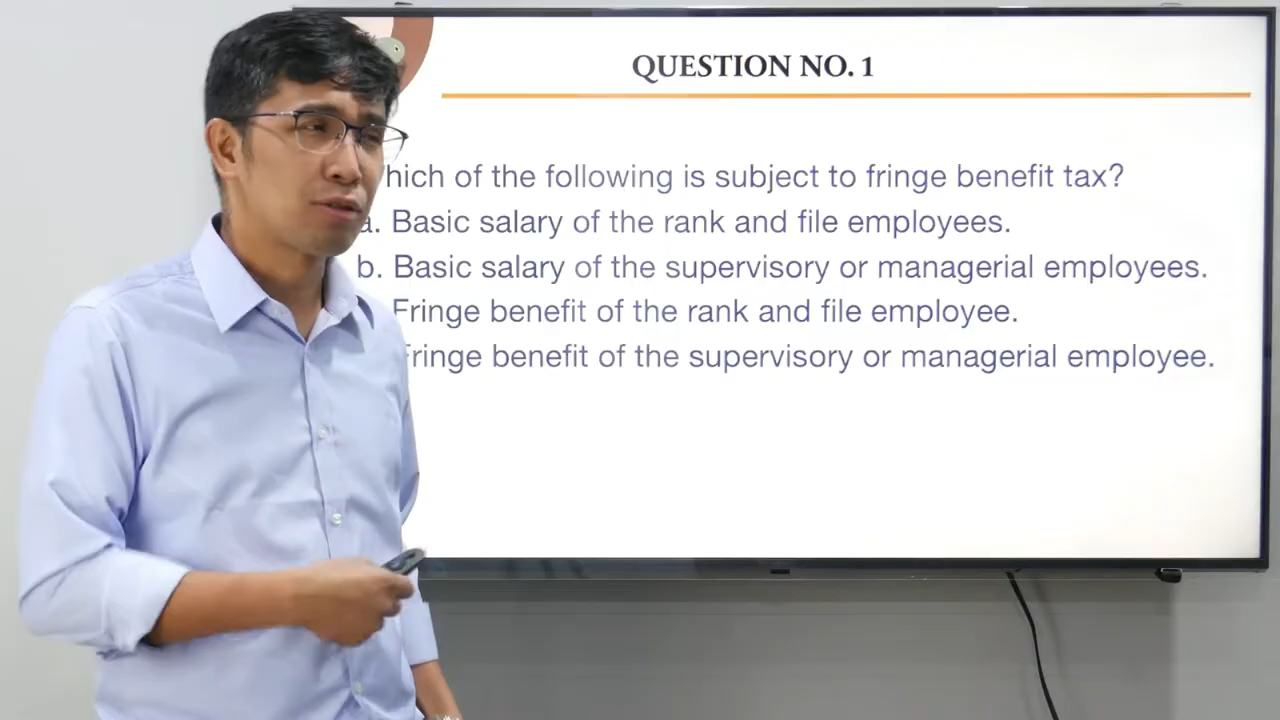 QUESTION NO. 1
hich of the following is subject to fringe benefit tax?
a. Basic salary of the rank and file employees.
b. Basic salary of the supervisory or managerial employees.
Fringe benefit of the rank and file employee.
Fringe benefit of the supervisory or managerial employee.